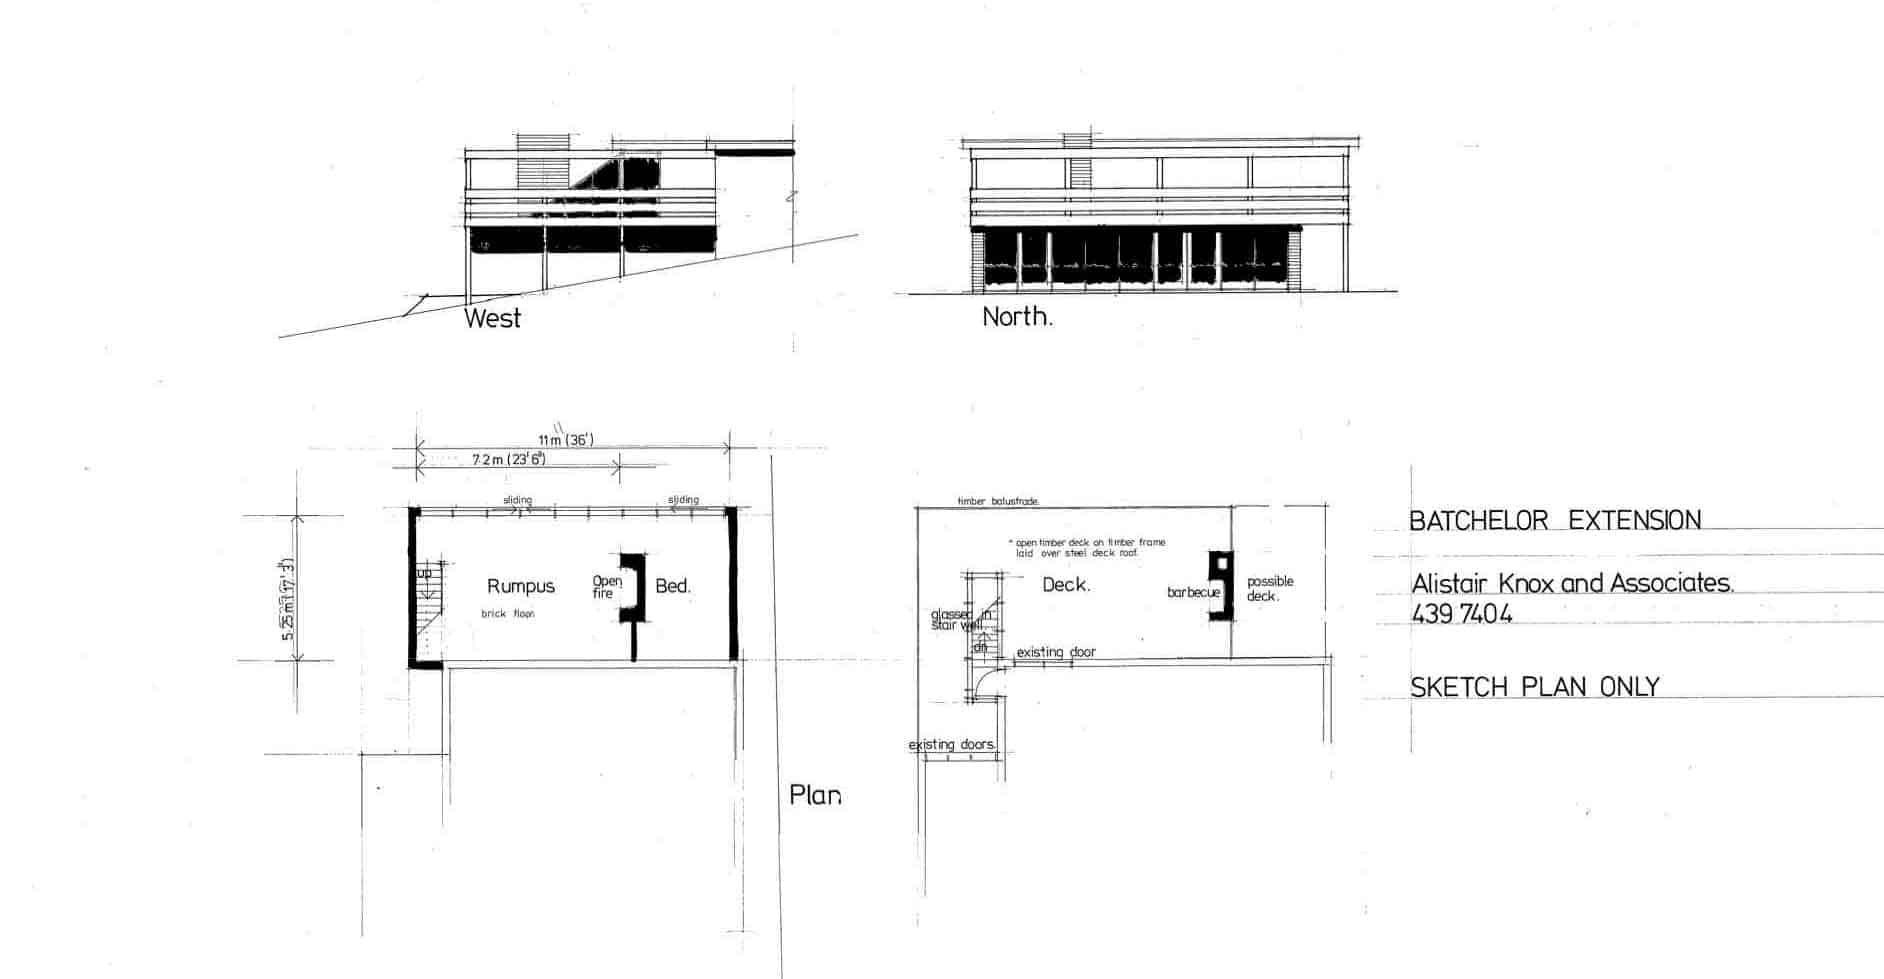 West
North.
11m (36')
7·2m (23'6")
5·25m (17'3")
sliding
sliding
up
Rumpus
brick floor.
Open
fire
Bed.
Plan
timber balustrade.
* open timber deck on timber frame
laid over steel deck roof.
Deck.
barbecue
possible
deck.
glassed in
stair well
dn
existing door
existing doors.
BATCHELOR EXTENSION
Alistair Knox and Associates.
439 7404
SKETCH PLAN ONLY